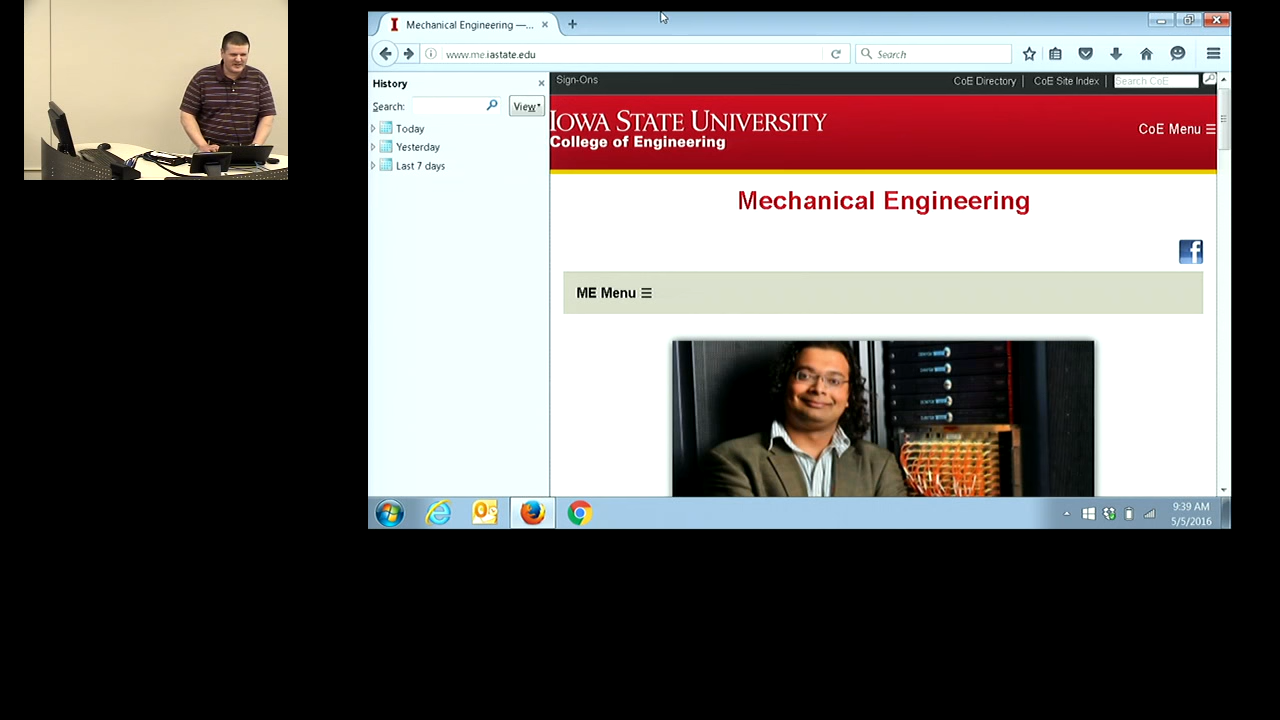 Mechanical Engineering —...
www.me.iastate.edu
Search
History
Search:
View
Today
Yesterday
Last 7 days
Sign-Ons
CoE Directory
CoE Site Index
Search CoE
IOWA STATE UNIVERSITY
College of Engineering
CoE Menu
Mechanical Engineering
f
ME Menu
9:39 AM
5/5/2016